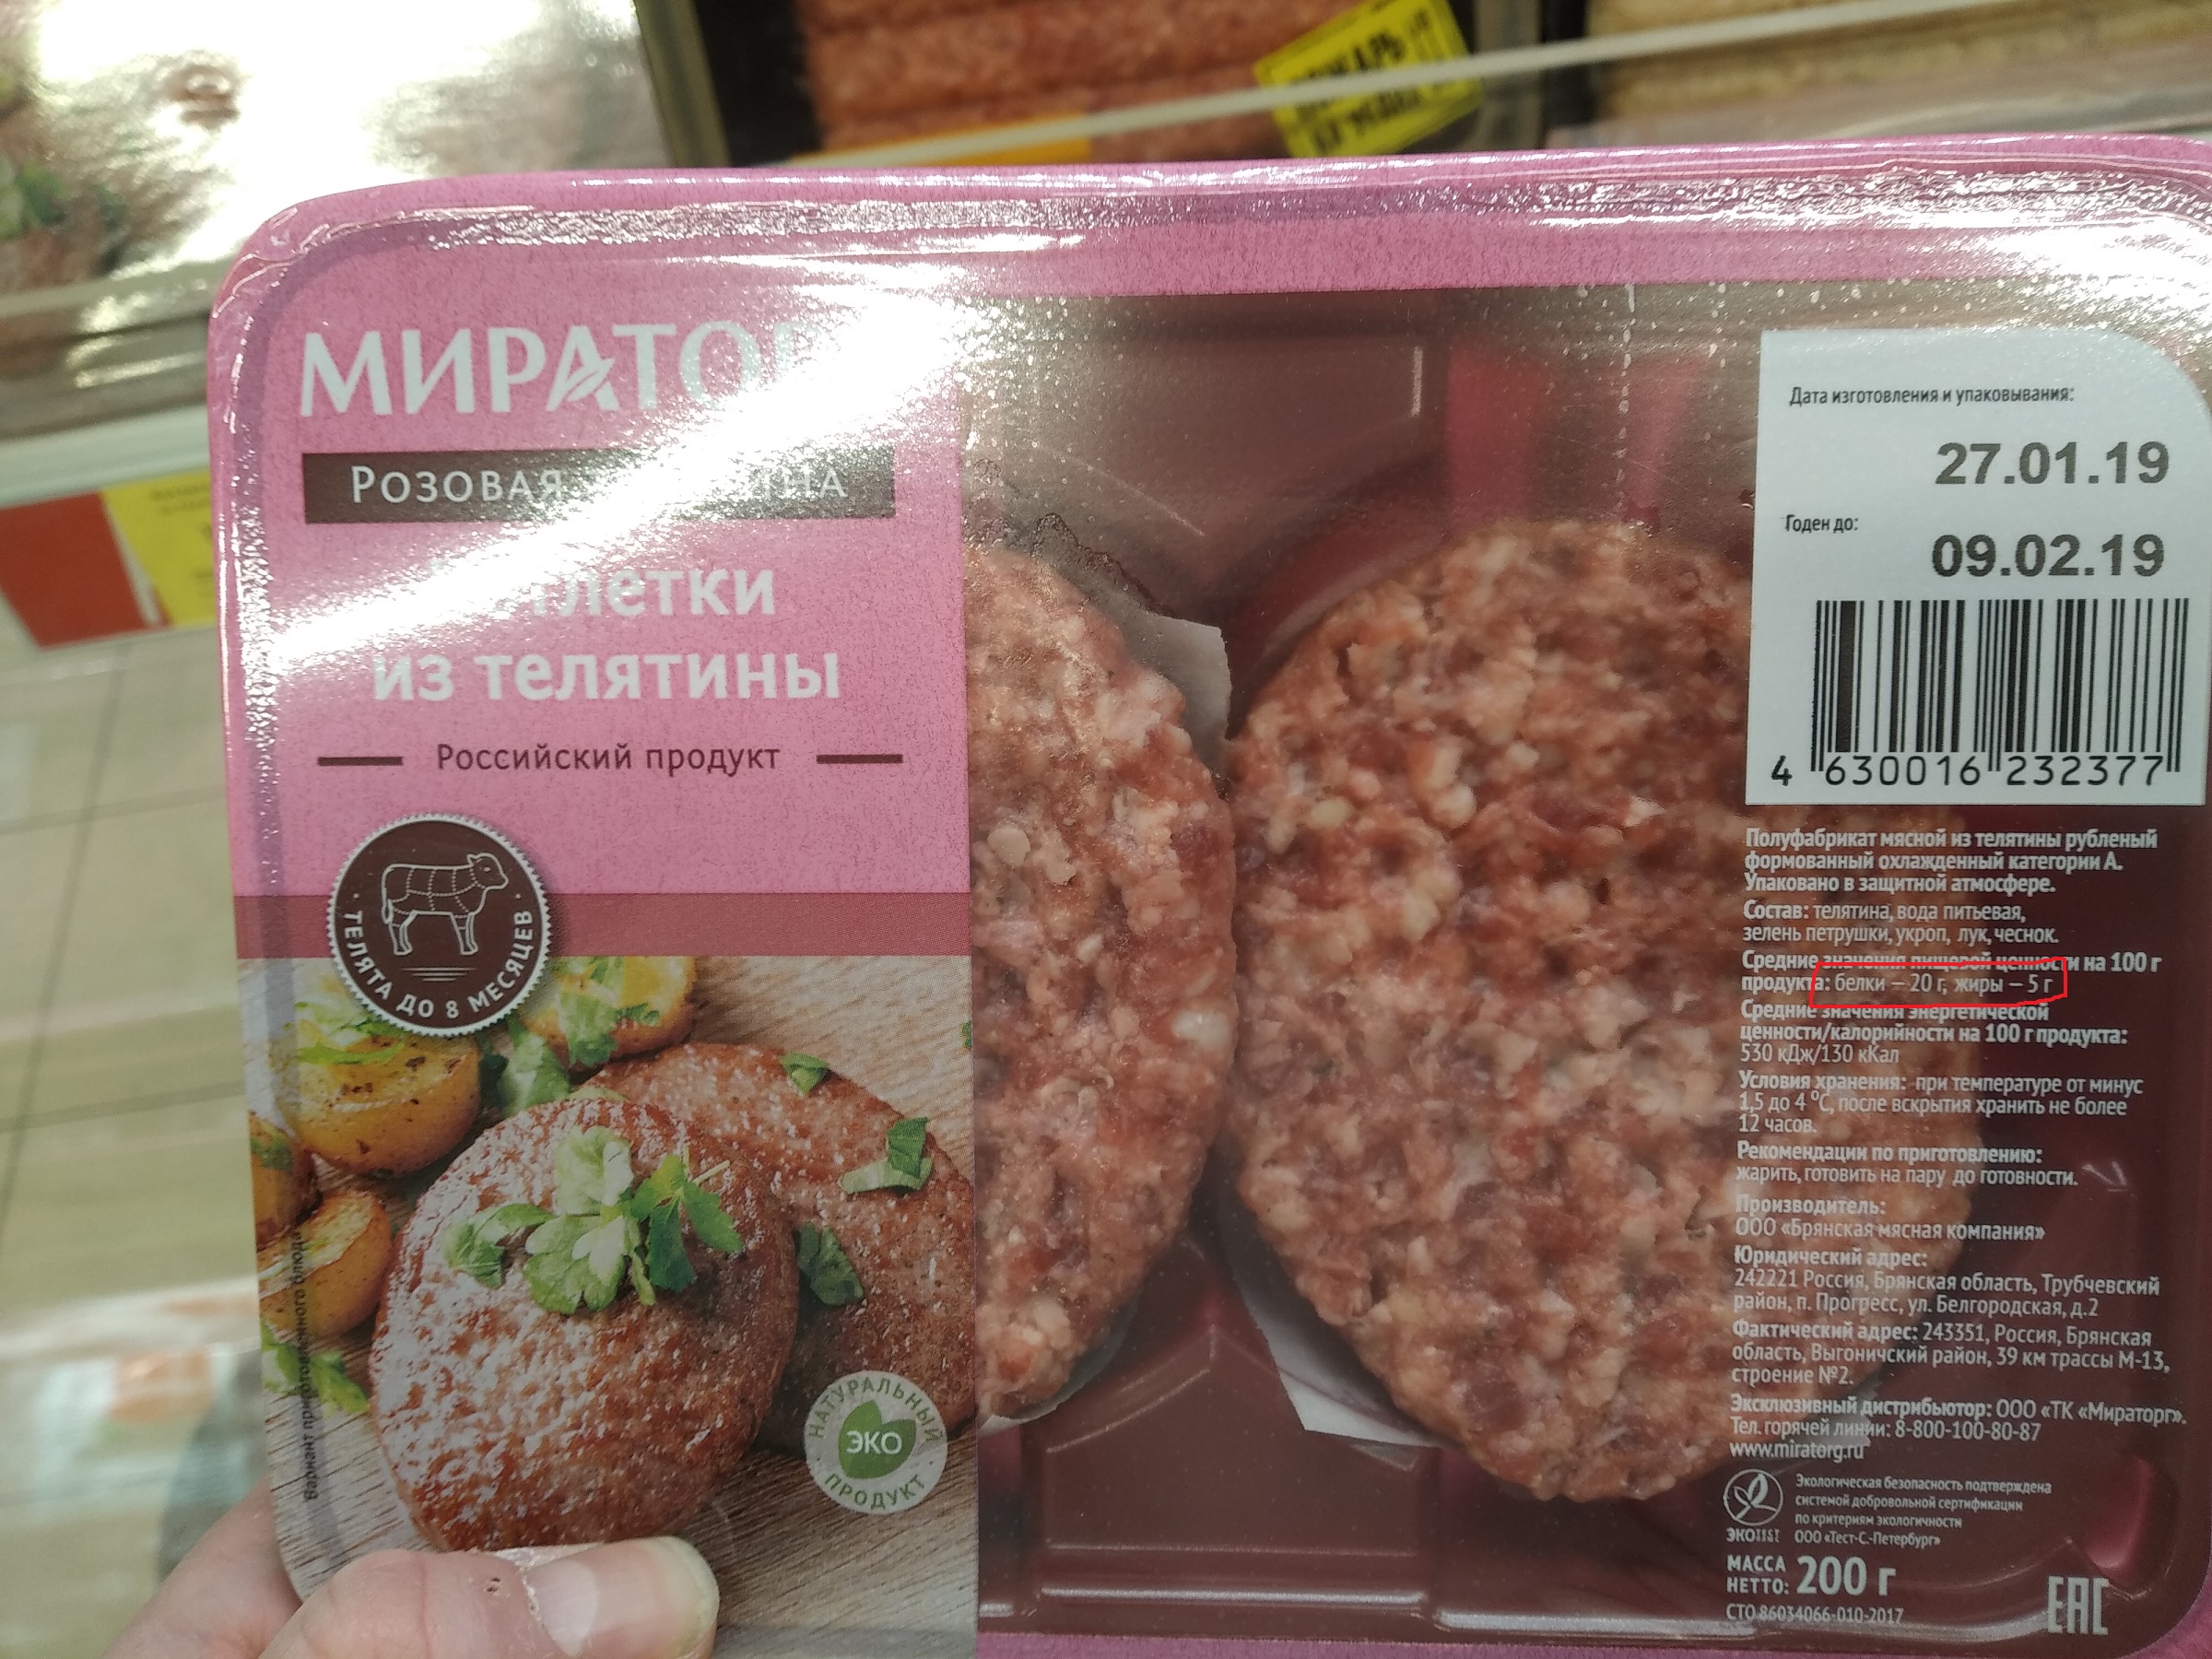 РОЗОВАЯ
из телятины
Российский продукт
ТЕЛЯТА ДО 8 МЕСЯЦЕВ
НАТУРАЛЬНЫЙ
ЭКО
ПРОДУКТ
Дата изготовления и упаковывания:
27.01.19
Годен до:
09.02.19
4 630016 232377
Полуфабрикат мясной из телятины рубленый
формованный охлажденный категории А.
Упаковано в защитной атмосфере.
Состав: телятина, вода питьевая,
зелень петрушки, укроп, лук, чеснок.
Средние значения пищевой ценности на 100 г
продукта: белки – 20 г, жиры – 5 г
Средние значения энергетической
ценности/калорийности на 100 г продукта:
530 кДж/130 кКал
Условия хранения: при температуре от минус
1,5 до 4 °С, после вскрытия хранить не более
12 часов.
Рекомендации по приготовлению:
жарить, готовить на пару до готовности.
Производитель:
ООО «Брянская мясная компания»
Юридический адрес:
242221 Россия, Брянская область, Трубчевский
район, п. Прогресс, ул. Белгородская, д.2
Фактический адрес: 243351, Россия, Брянская
область, Выгоничский район, 39 км трассы М-13,
строение №2.
Эксклюзивный дистрибьютор: ООО «ТК «Мираторг».
Тел. горячей линии: 8-800-100-80-87
www.miratorg.ru
Экологическая безопасность подтверждена
системой добровольной сертификации
по критериям экологичности
ООО «Тест-С.-Петербург»
МАССА
НЕТТО: 200 г
СТО 86034066-010-2017
EAC